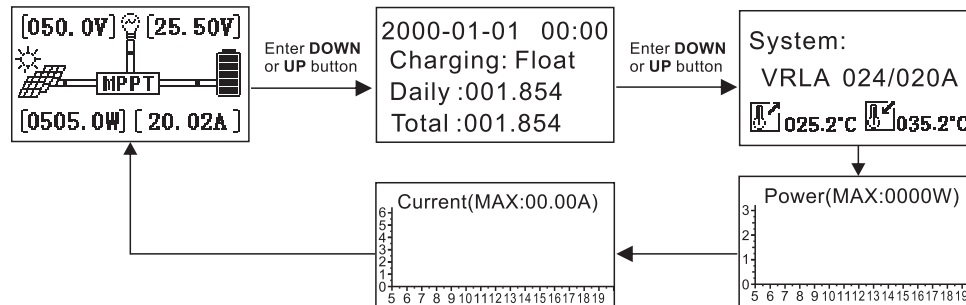 [050.0V] [25.50V]
MPPT
[0505.0W] [20.02A]
Enter DOWN
or UP button
2000-01-01 00:00
Charging: Float
Daily :001.854
Total :001.854
Enter DOWN
or UP button
System:
VRLA 024/020A
025.2°C 035.2°C
Power(MAX:0000W)
3
2
1
0
5 6 7 8 9 10 11 12 13 14 15 16 17 18 19
Current(MAX:00.00A)
6
5
4
3
2
1
0
5 6 7 8 9 10 11 12 13 14 15 16 17 18 19